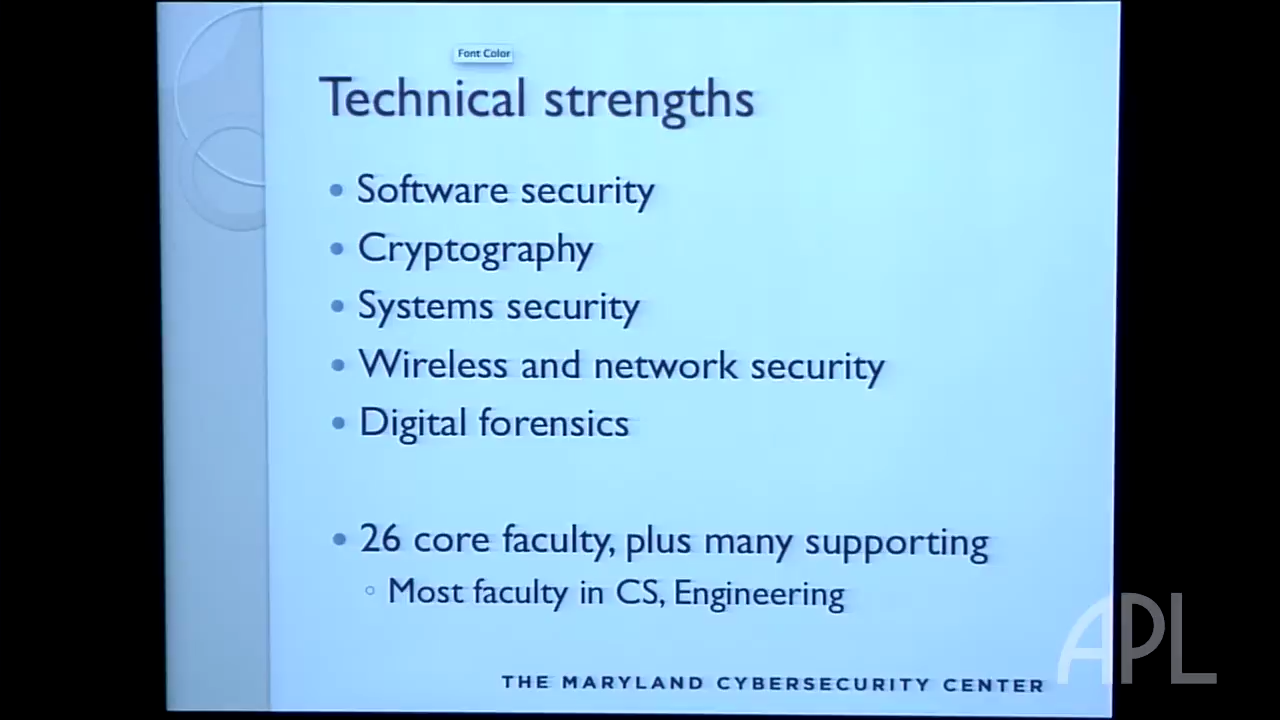 Font Color
Technical strengths
• Software security
• Cryptography
• Systems security
• Wireless and network security
• Digital forensics
• 26 core faculty, plus many supporting
◦ Most faculty in CS, Engineering
THE MARYLAND CYBERSECURITY CENTER
APL